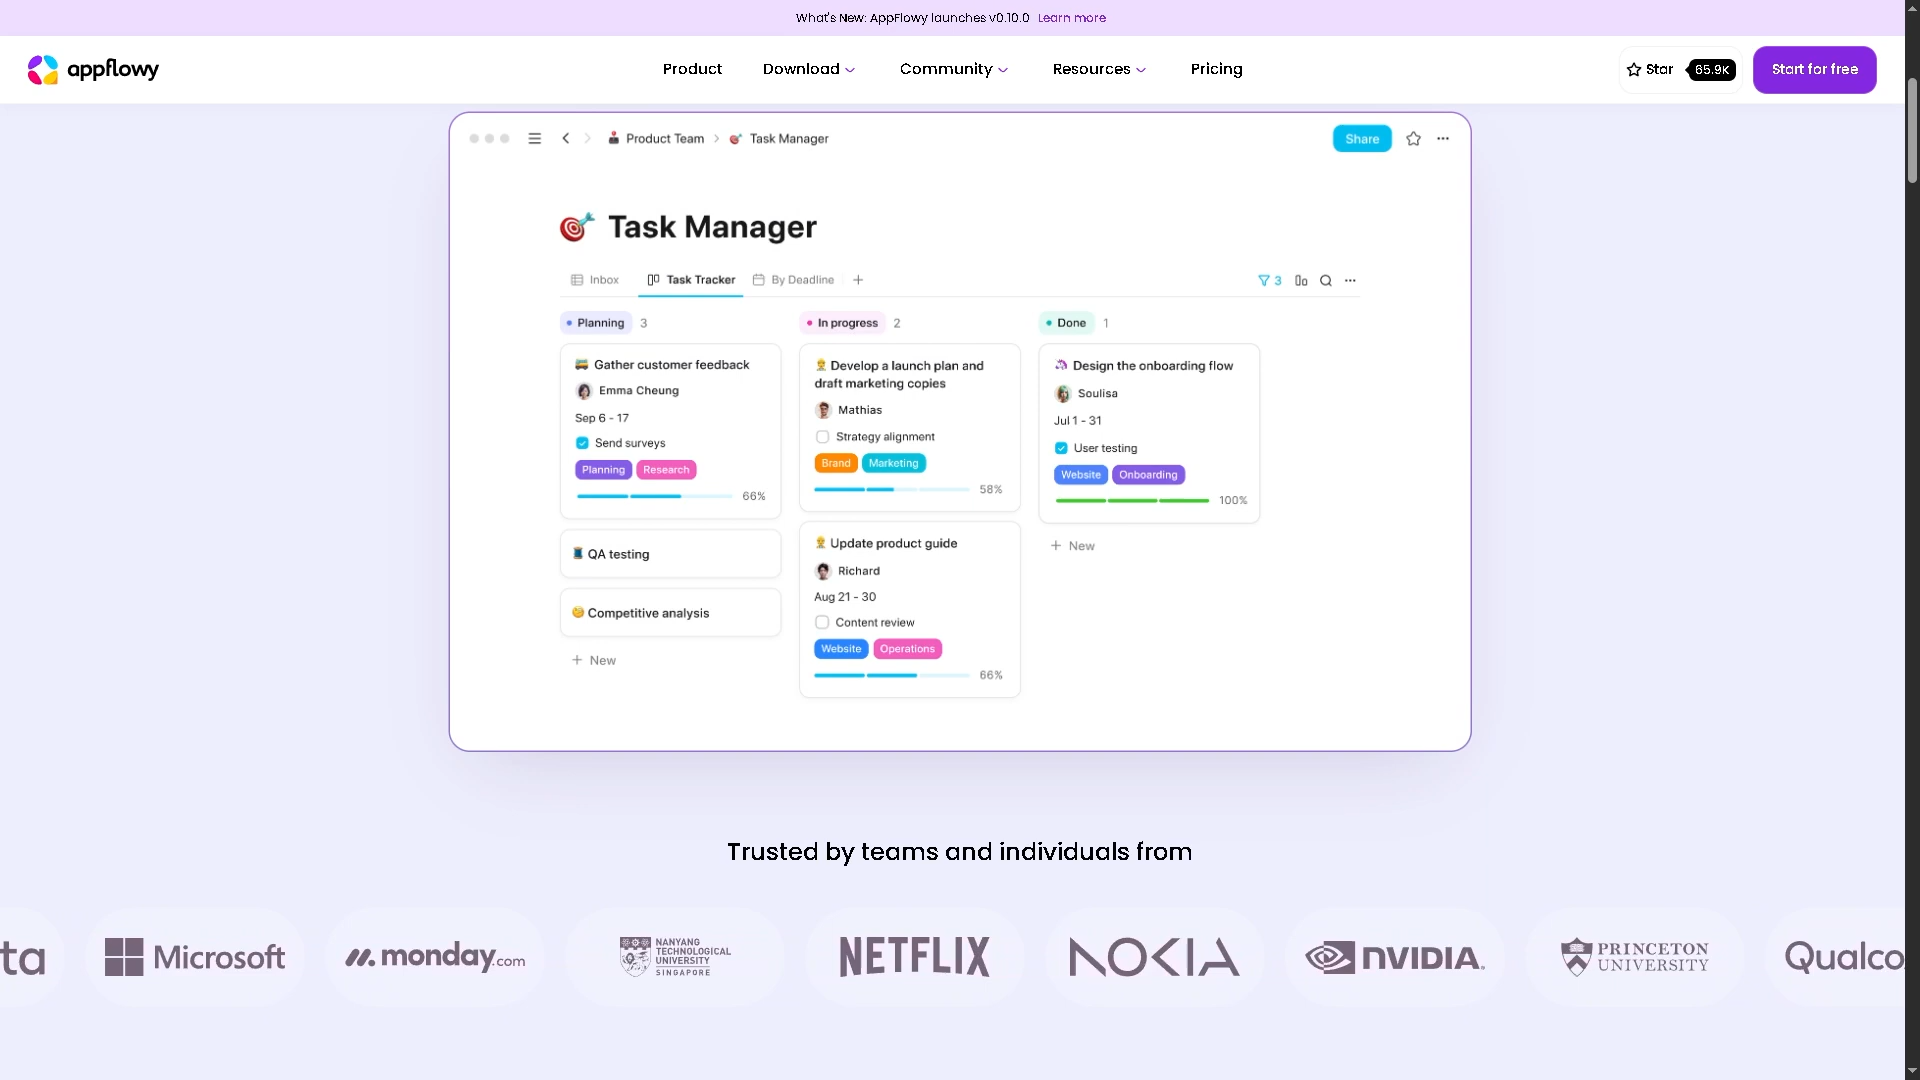 What's New: AppFlowy launches v0.10.0 Learn more
appflowy
Product
Download
Community
Resources
Pricing
Star
65.9K
Start for free
Product Team
Task Manager
Share
Task Manager
Inbox
Task Tracker
By Deadline
3
Planning 3
Gather customer feedback
Emma Cheung
Sep 6 - 17
Send surveys
Planning Research
66%
QA testing
Competitive analysis
+ New
In progress 2
Develop a launch plan and
draft marketing copies
Mathias
Strategy alignment
Brand Marketing
58%
Update product guide
Richard
Aug 21 - 30
Content review
Website Operations
66%
Done 1
Design the onboarding flow
Soulisa
Jul 1 - 31
User testing
Website Onboarding
100%
+ New
Trusted by teams and individuals from
ta
Microsoft
monday.com
NANYANG
TECHNOLOGICAL
UNIVERSITY
SINGAPORE
NETFLIX
NOKIA
NVIDIA.
PRINCETON
UNIVERSITY
Qualco